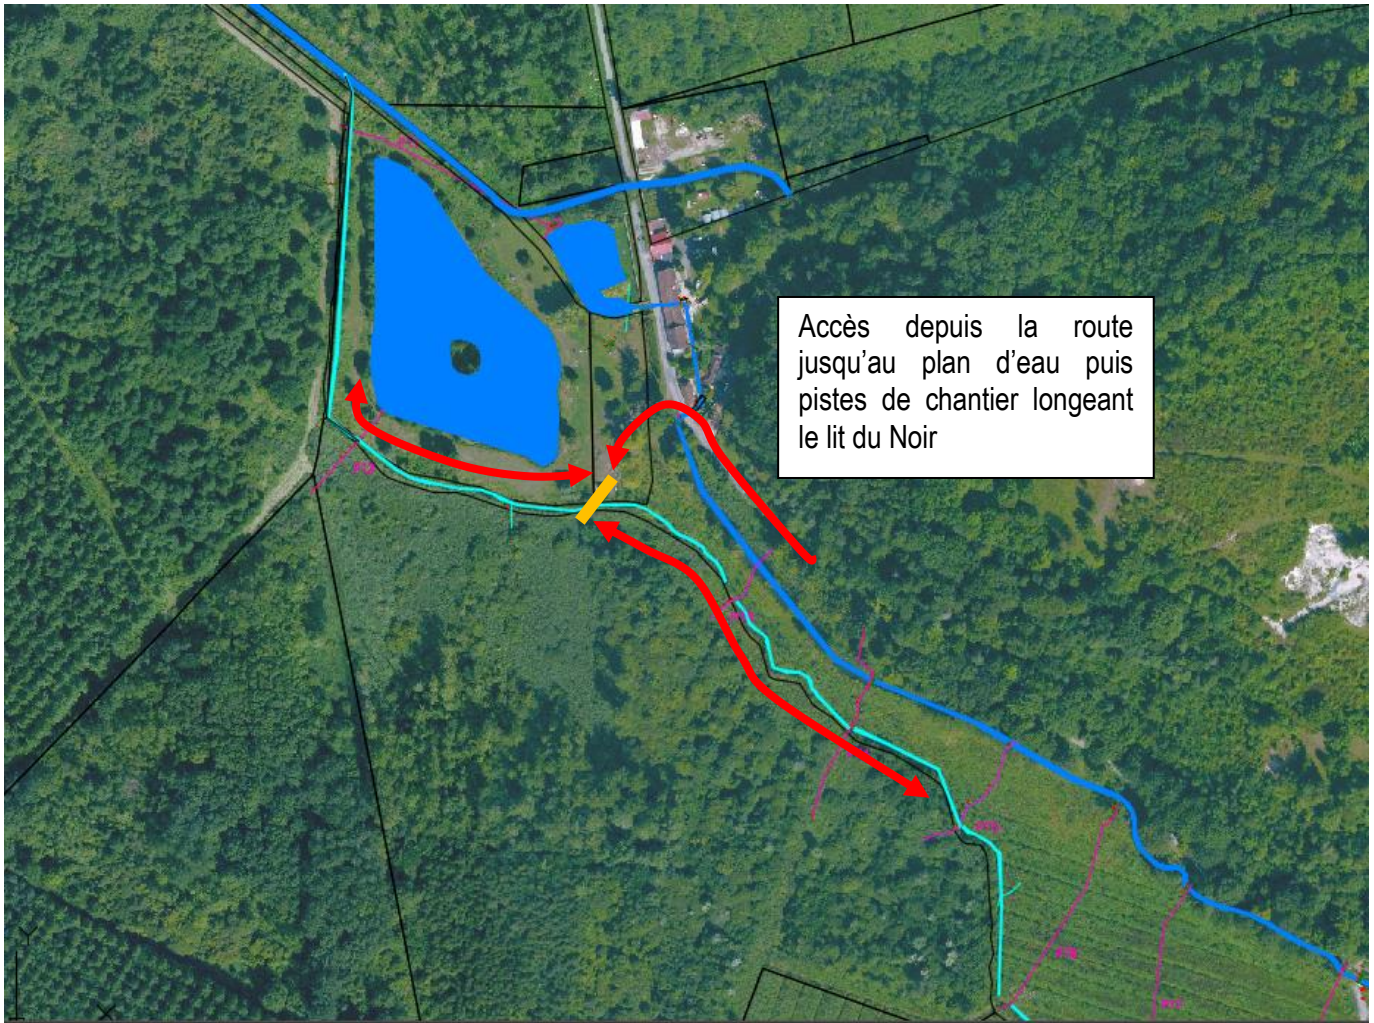 Accès depuis la route
jusqu'au plan d'eau puis
pistes de chantier longeant
le lit du Noir
Y
X